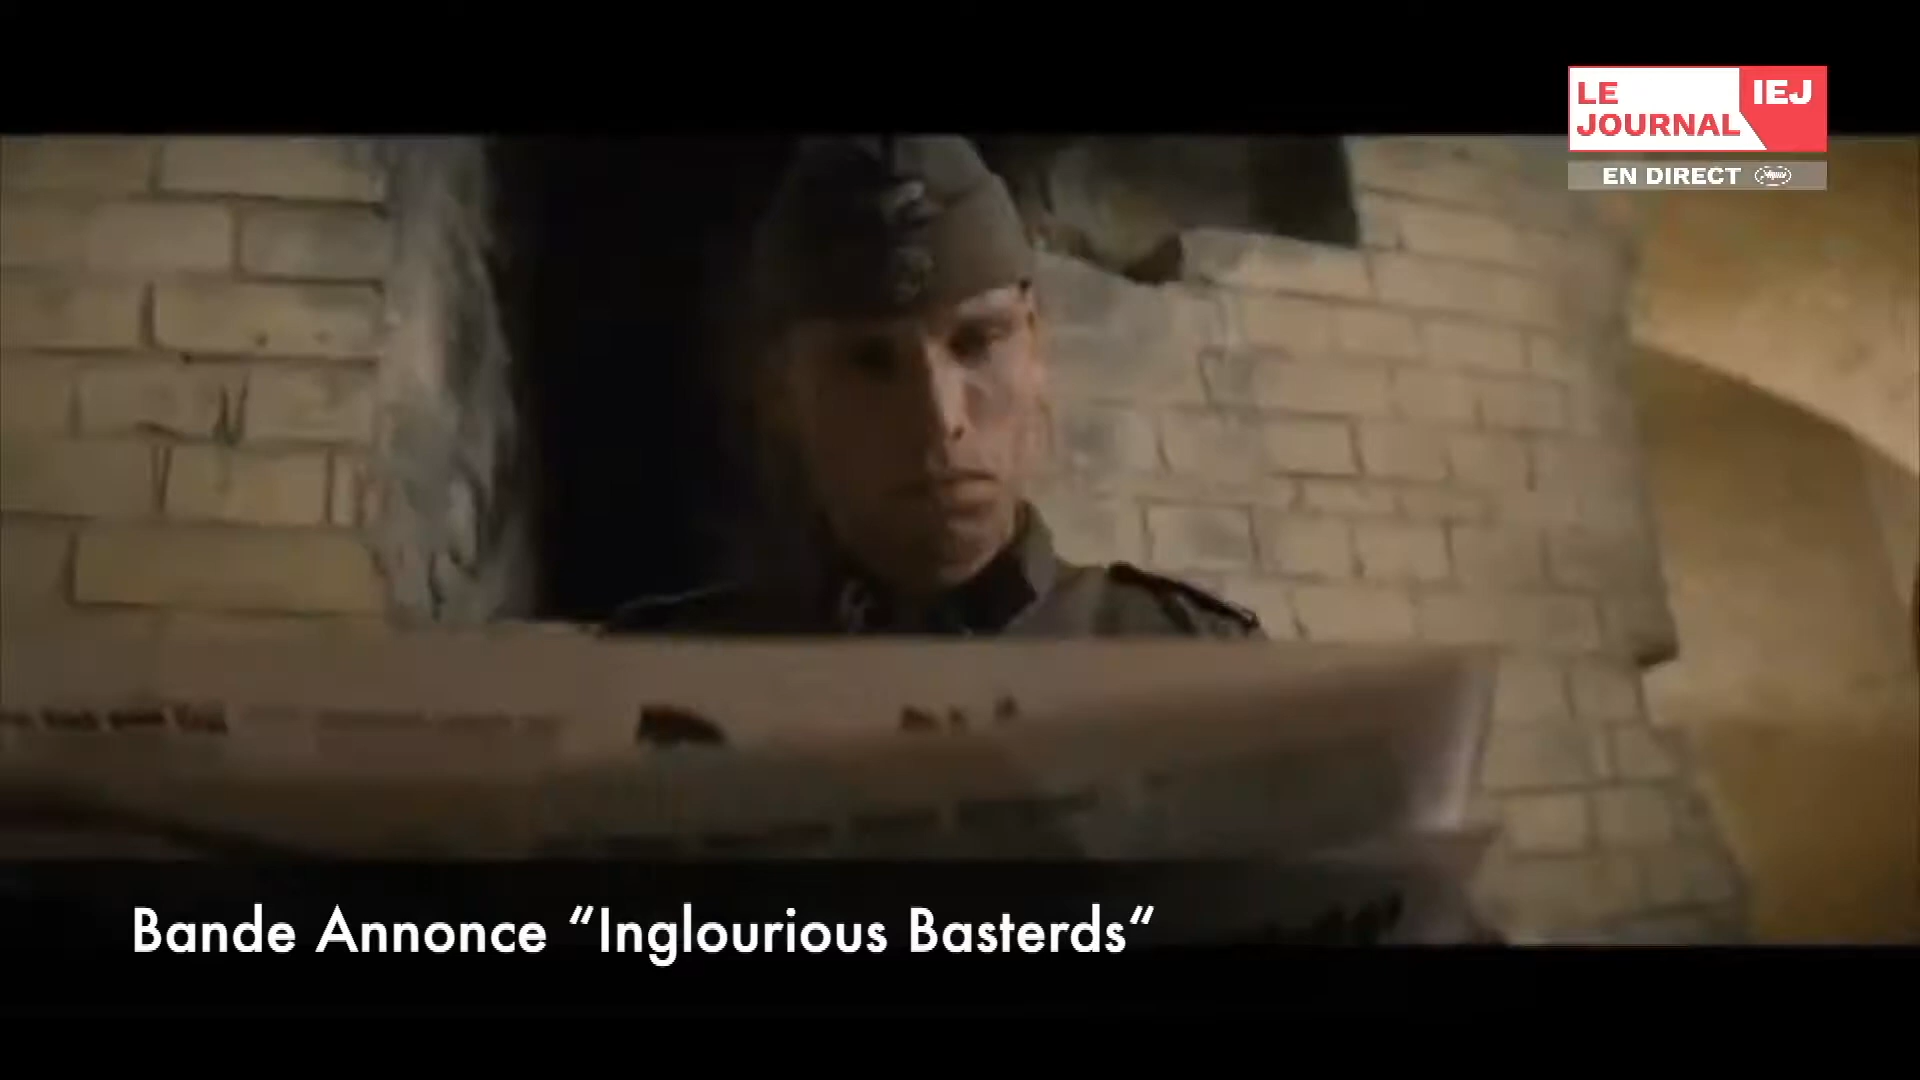 LE JOURNAL IEJ
EN DIRECT
Bande Annonce “Inglourious Basterds“